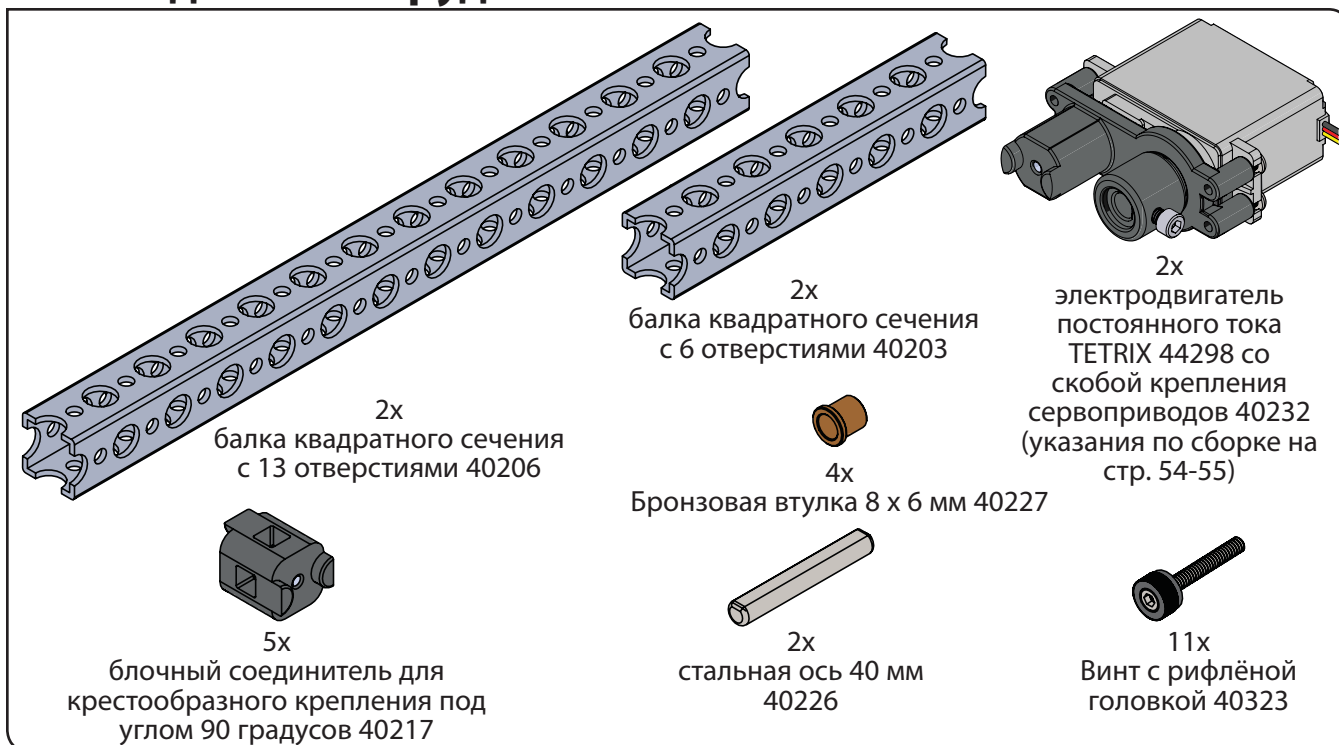 2x
балка квадратного сечения
с 13 отверстиями 40206
2x
балка квадратного сечения
с 6 отверстиями 40203
2x
электродвигатель
постоянного тока
TETRIX 44298 со
скобой крепления
сервоприводов 40232
(указания по сборке на
стр. 54-55)
4x
Бронзовая втулка 8 x 6 мм 40227
5x
блочный соединитель для
крестообразного крепления под
углом 90 градусов 40217
2x
стальная ось 40 мм
40226
11x
Винт с рифлёной
головкой 40323